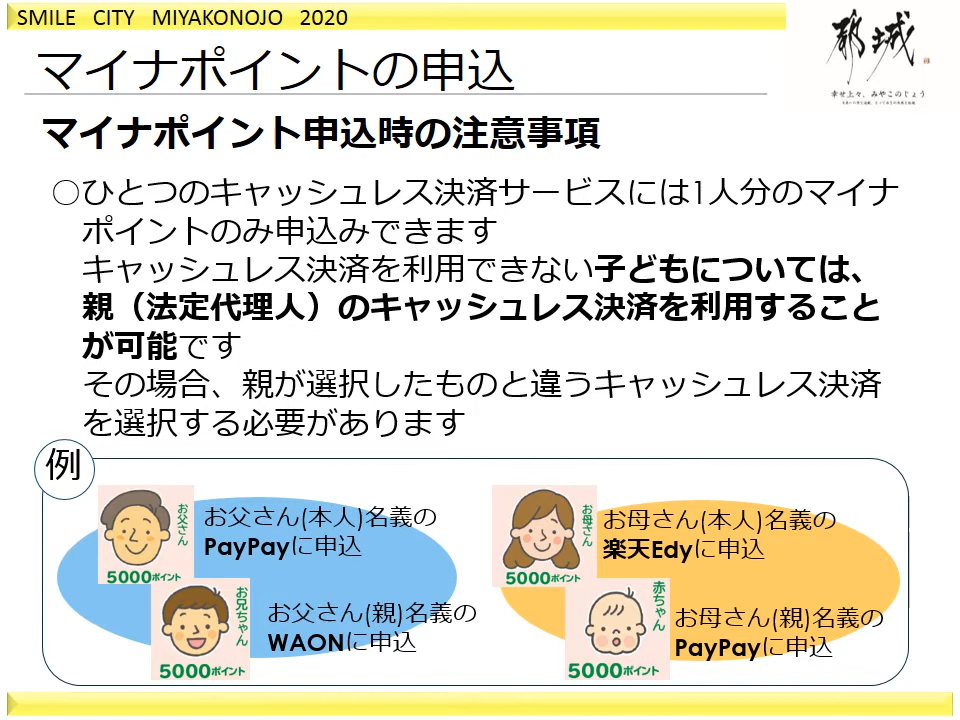 SMILE CITY MIYAKONOJO 2020
都城
幸せ上々、みやこのじょう
マイナポイントの申込
マイナポイント申込時の注意事項
○ひとつのキャッシュレス決済サービスには1人分のマイナ
ポイントのみ申込みできます
キャッシュレス決済を利用できない子どもについては、
親（法定代理人）のキャッシュレス決済を利用すること
が可能です
その場合、親が選択したものと違うキャッシュレス決済
を選択する必要があります
例
お父さん
5000ポイント
お父さん(本人)名義の
PayPayに申込
お兄ちゃん
5000ポイント
お父さん(親)名義の
WAONに申込
お母さん
5000ポイント
お母さん(本人)名義の
楽天Edyに申込
赤ちゃん
5000ポイント
お母さん(親)名義の
PayPayに申込